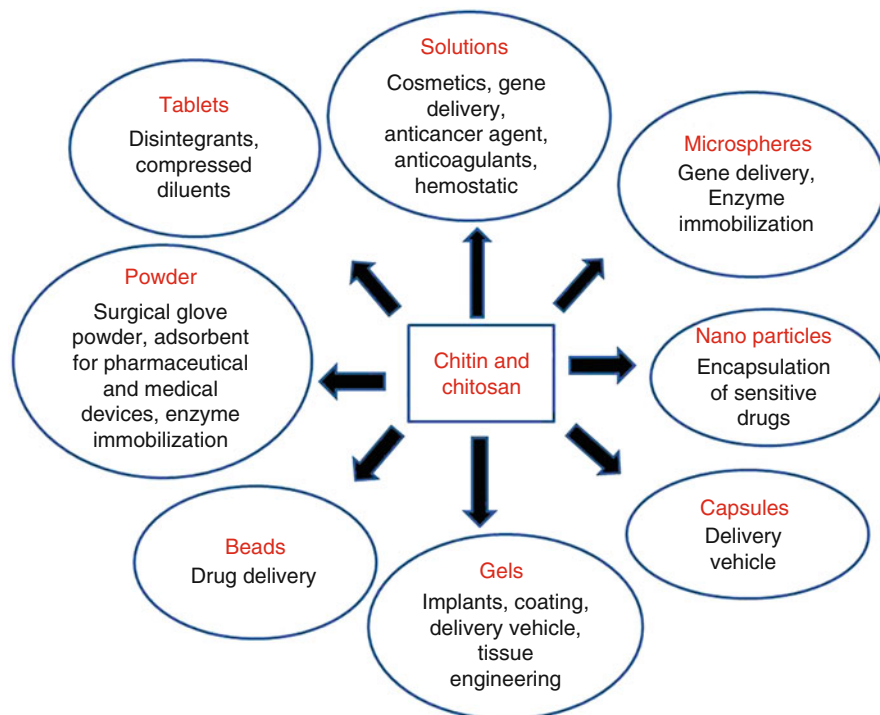 Solutions
Cosmetics, gene
delivery,
anticancer agent,
anticoagulants,
hemostatic
Tablets
Disintegrants,
compressed
diluents
Microspheres
Gene delivery,
Enzyme
immobilization
Powder
Surgical glove
powder, adsorbent
for pharmaceutical
and medical
devices, enzyme
immobilization
Chitin and
chitosan
Nano particles
Encapsulation
of sensitive
drugs
Beads
Drug delivery
Gels
Implants, coating,
delivery vehicle,
tissue
engineering
Capsules
Delivery
vehicle